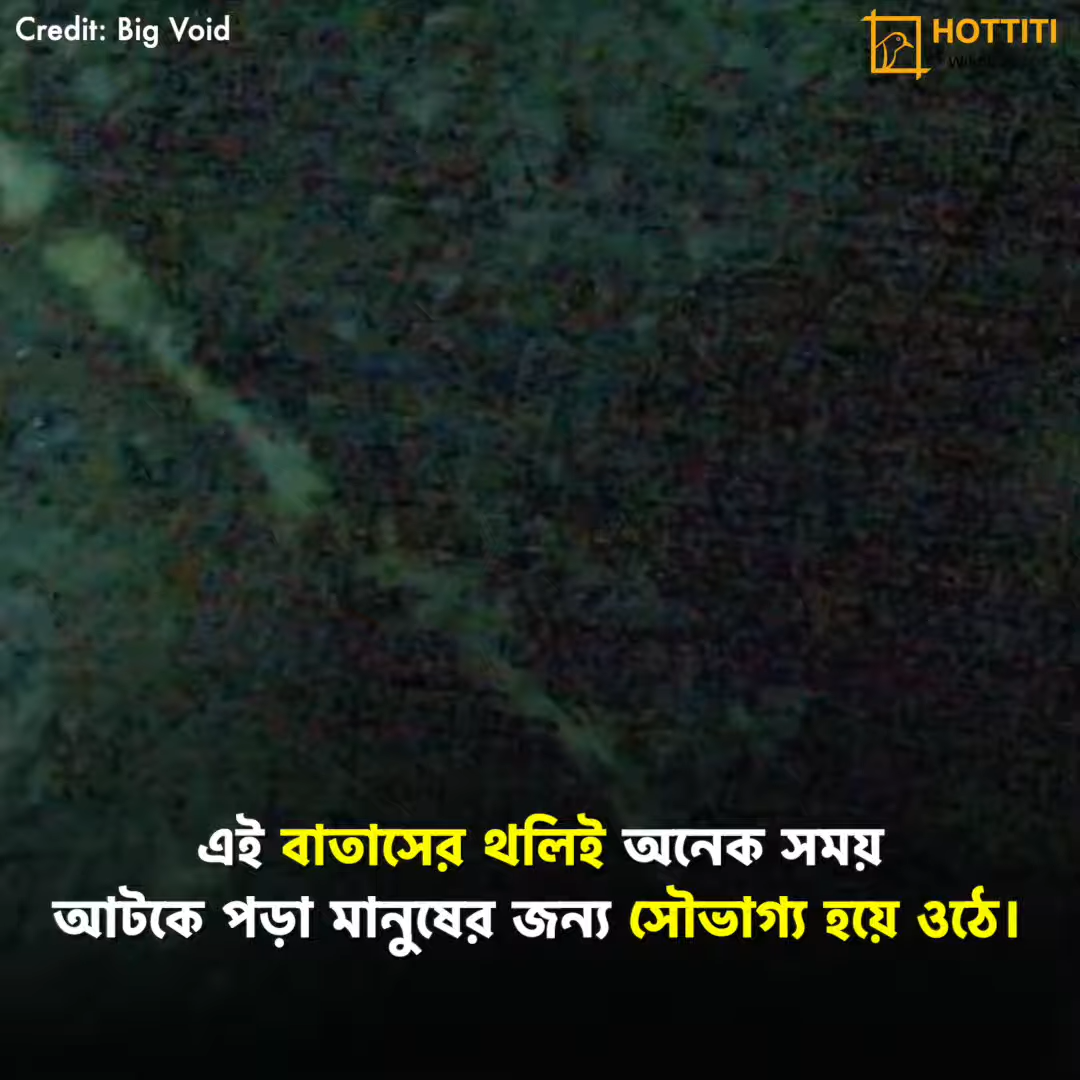 Credit: Big Void
HOTTITI
এই বাতাসের থলিই অনেক সময়
আটকে পড়া মানুষের জন্য সৌভাগ্য হয়ে ওঠে।